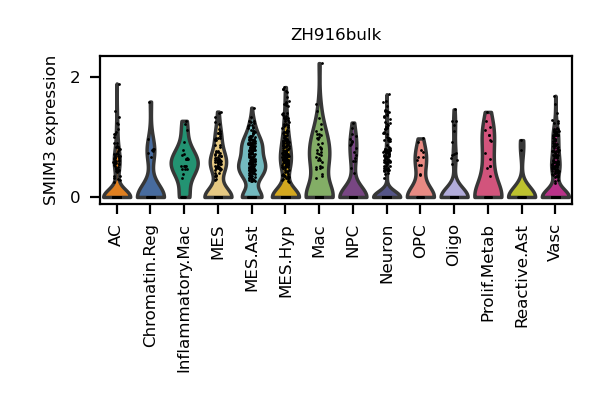 ZH916bulk
SMIM3 expression
2
0
AC
Chromatin.Reg
Inflammatory.Mac
MES
MES.Ast
MES.Hyp
Mac
NPC
Neuron
OPC
Oligo
Prolif.Metab
Reactive.Ast
Vasc